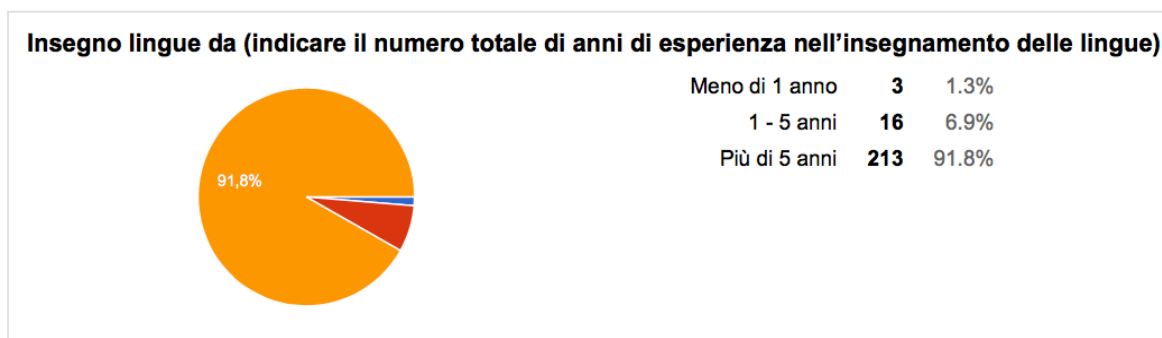 Insegno lingue da (indicare il numero totale di anni di esperienza nell'insegnamento delle lingue)
91,8%
Meno di 1 anno 3 1.3%
1 - 5 anni 16 6.9%
Più di 5 anni 213 91.8%